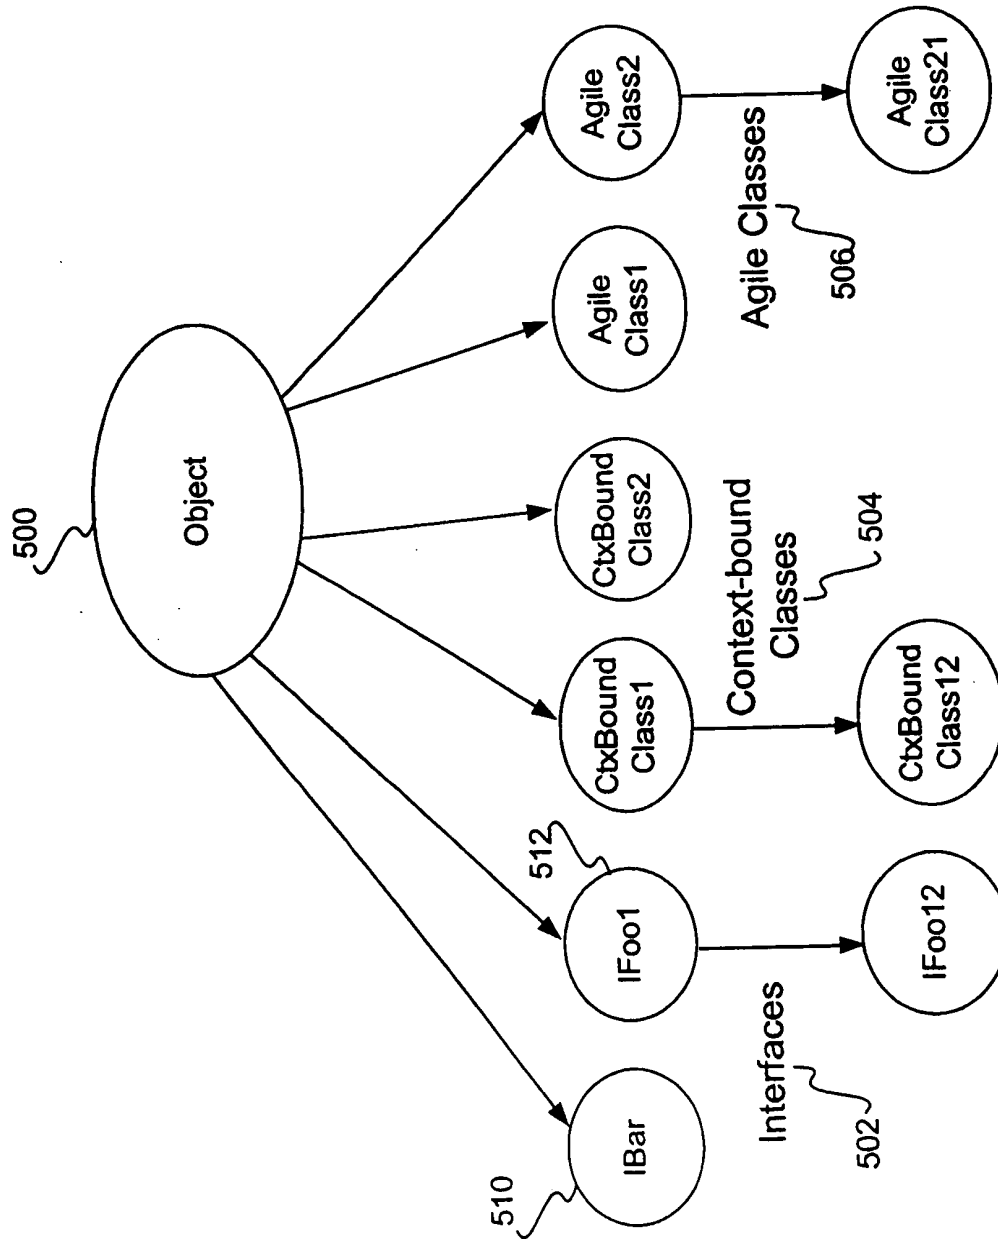 500
Object
510
IBar
512
IFoo1
CtxBound
Class1
CtxBound
Class2
Agile
Class1
Agile
Class2
Interfaces
502
Context-bound
Classes
504
Agile Classes
506
IFoo12
CtxBound
Class12
Agile
Class21